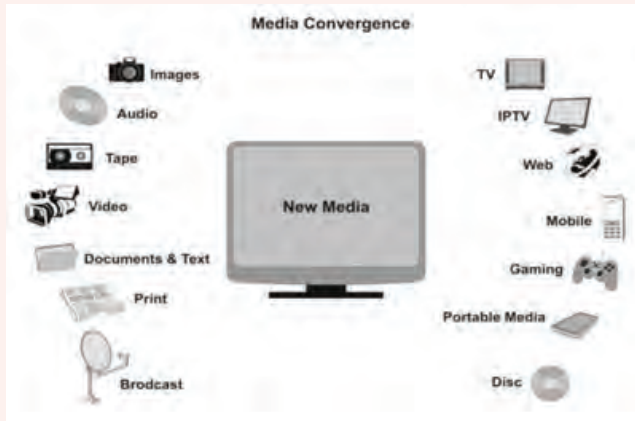 Media Convergence
Images
Audio
Tape
Video
Documents & Text
Print
Brodcast
New Media
TV
IPTV
Web
Mobile
Gaming
Portable Media
Disc